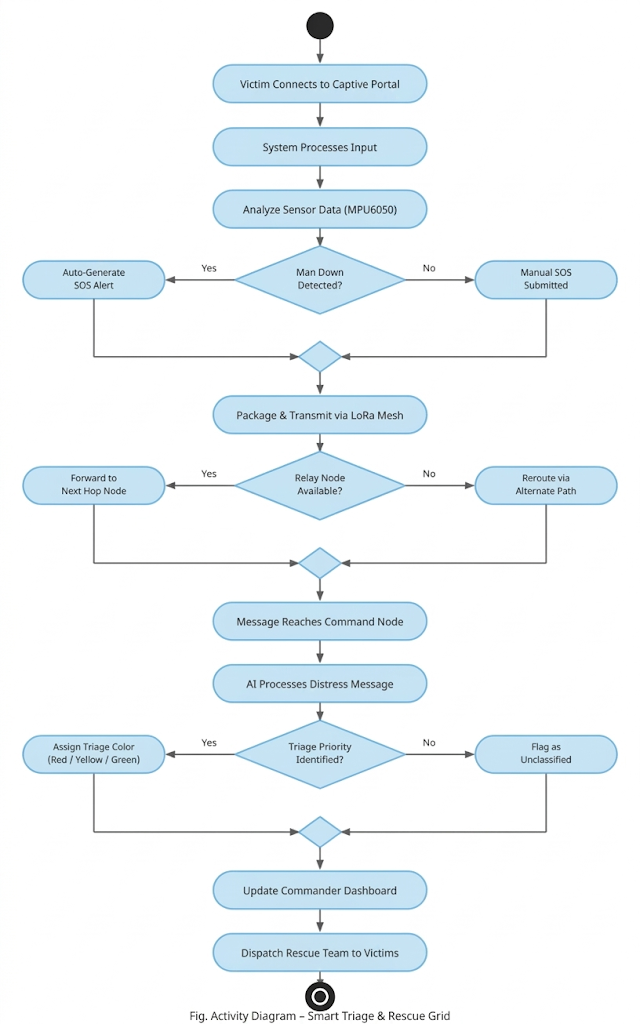 Victim Connects to Captive Portal
System Processes Input
Analyze Sensor Data (MPU6050)
Man Down
Detected?
Yes
No
Auto-Generate
SOS Alert
Manual SOS
Submitted
Package & Transmit via LoRa Mesh
Relay Node
Available?
Yes
No
Forward to
Next Hop Node
Reroute via
Alternate Path
Message Reaches Command Node
AI Processes Distress Message
Triage Priority
Identified?
Yes
No
Assign Triage Color
(Red / Yellow / Green)
Flag as
Unclassified
Update Commander Dashboard
Dispatch Rescue Team to Victims
Fig. Activity Diagram – Smart Triage & Rescue Grid